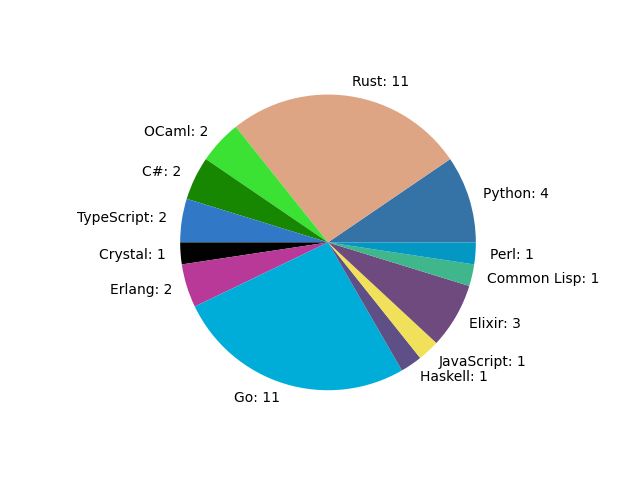 Rust: 11
OCaml: 2
C#: 2
Python: 4
TypeScript: 2
Crystal: 1
Perl: 1
Common Lisp: 1
Erlang: 2
Elixir: 3
JavaScript: 1
Haskell: 1
Go: 11